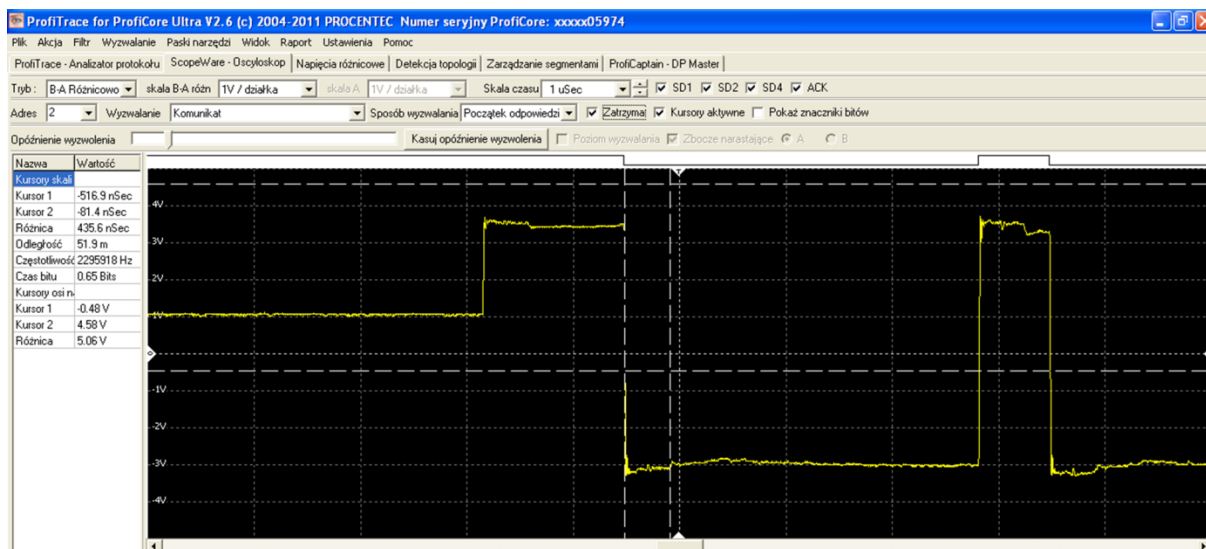 ProfiTrace for ProfiCore Ultra V2.6 (c) 2004-2011 PROCENTEC Numer seryjny ProfiCore: xxxxx05974
Plik Akcja Filtr Wyzwalanie Paski narzędzi Widok Raport Ustawienia Pomoc
ProfiTrace - Analizator protokołu ScopeWare - Oscyloskop Napięcia różnicowe Detekcja topologii Zarządzanie segmentami ProfiCaptain - DP Master
Tryb : B-A Różnicowo skala B-A różn 1V / działka skala A 1V / działka Skala czasu 1 uSec SD1 SD2 SD4 ACK
Adres 2 Wyzwalanie Komunikat Sposób wyzwalania Początek odpowiedzi Zatrzymaj Kursory aktywne Pokaż znaczniki bitów
Opóźnienie wyzwolenia Kasuj opóźnienie wyzwolenia Poziom wyzwalania Zbocze narastające A B
Nazwa Wartość
Kursory skali
Kursor 1 -516.9 nSec
Kursor 2 -81.4 nSec
Różnica 435.6 nSec
Odległość 51.9 m
Częstotliwość 2295918 Hz
Czas bitu 0.65 Bits
Kursory osi n
Kursor 1 -0.48 V
Kursor 2 4.58 V
Różnica 5.06 V
4V
3V
2V
1V
-1V
-2V
-3V
-4V